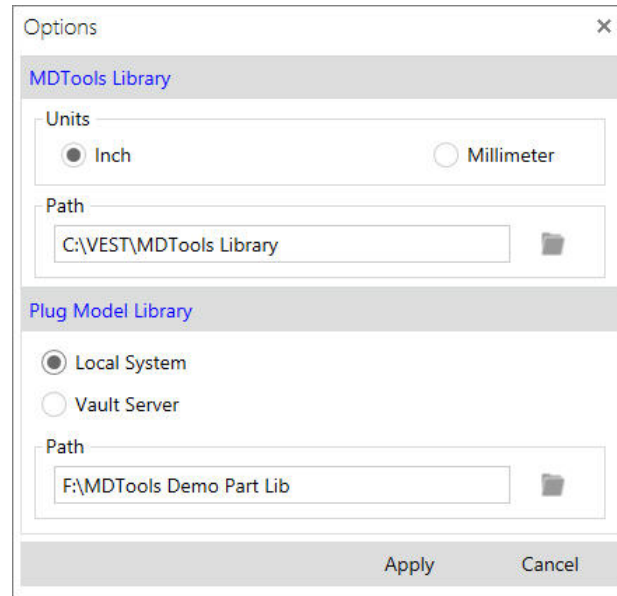 Options
MDTools Library
Units
Inch Millimeter
Path
C:\VEST\MDTools Library
Plug Model Library
Local System
Vault Server
Path
F:\MDTools Demo Part Lib
Apply Cancel